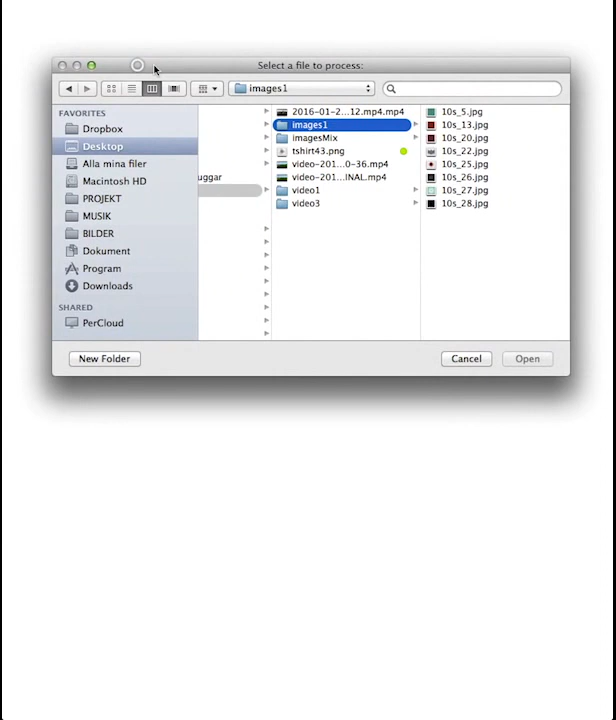 Select a file to process:
images1
FAVORITES
Dropbox
Desktop
Alla mina filer
Macintosh HD
PROJEKT
MUSIK
BILDER
Dokument
Program
Downloads
SHARED
PerCloud
uggar
2016-01-2...12.mp4.mp4
images1
imagesMix
tshirt43.png
video-201...0-36.mp4
video-201...INAL.mp4
video1
video3
10s_5.jpg
10s_13.jpg
10s_20.jpg
10s_22.jpg
10s_25.jpg
10s_26.jpg
10s_27.jpg
10s_28.jpg
New Folder
Cancel
Open